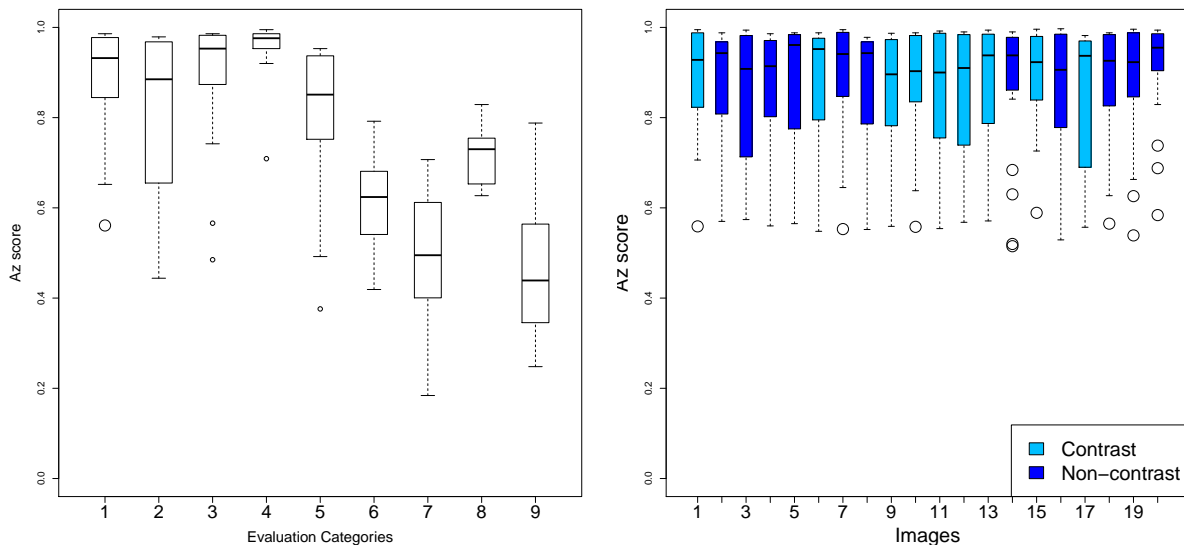 Az score
1.0
0.8
0.6
0.4
0.2
0.0
1 2 3 4 5 6 7 8 9
Evaluation Categories
Az score
1.0
0.8
0.6
0.4
0.2
0.0
Contrast
Non−contrast
1 3 5 7 9 11 13 15 17 19
Images